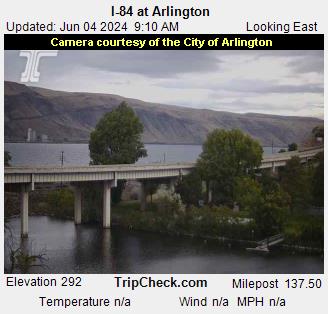 I-84 at Arlington
Updated: Jun 04 2024 9:10 AM Looking East
Camera courtesy of the City of Arlington
Elevation 292 TripCheck.com Milepost 137.50
Temperature n/a Wind n/a MPH n/a